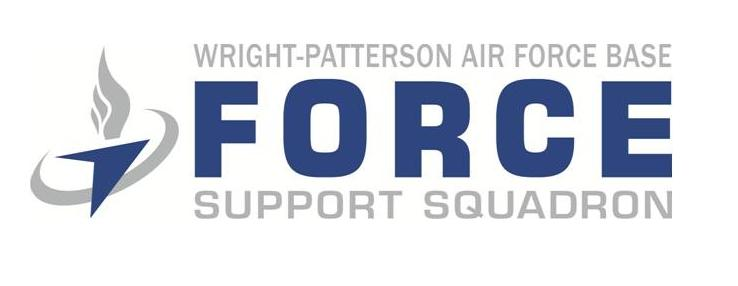 WRIGHT-PATTERSON AIR FORCE BASE
FORCE
SUPPORT SQUADRON